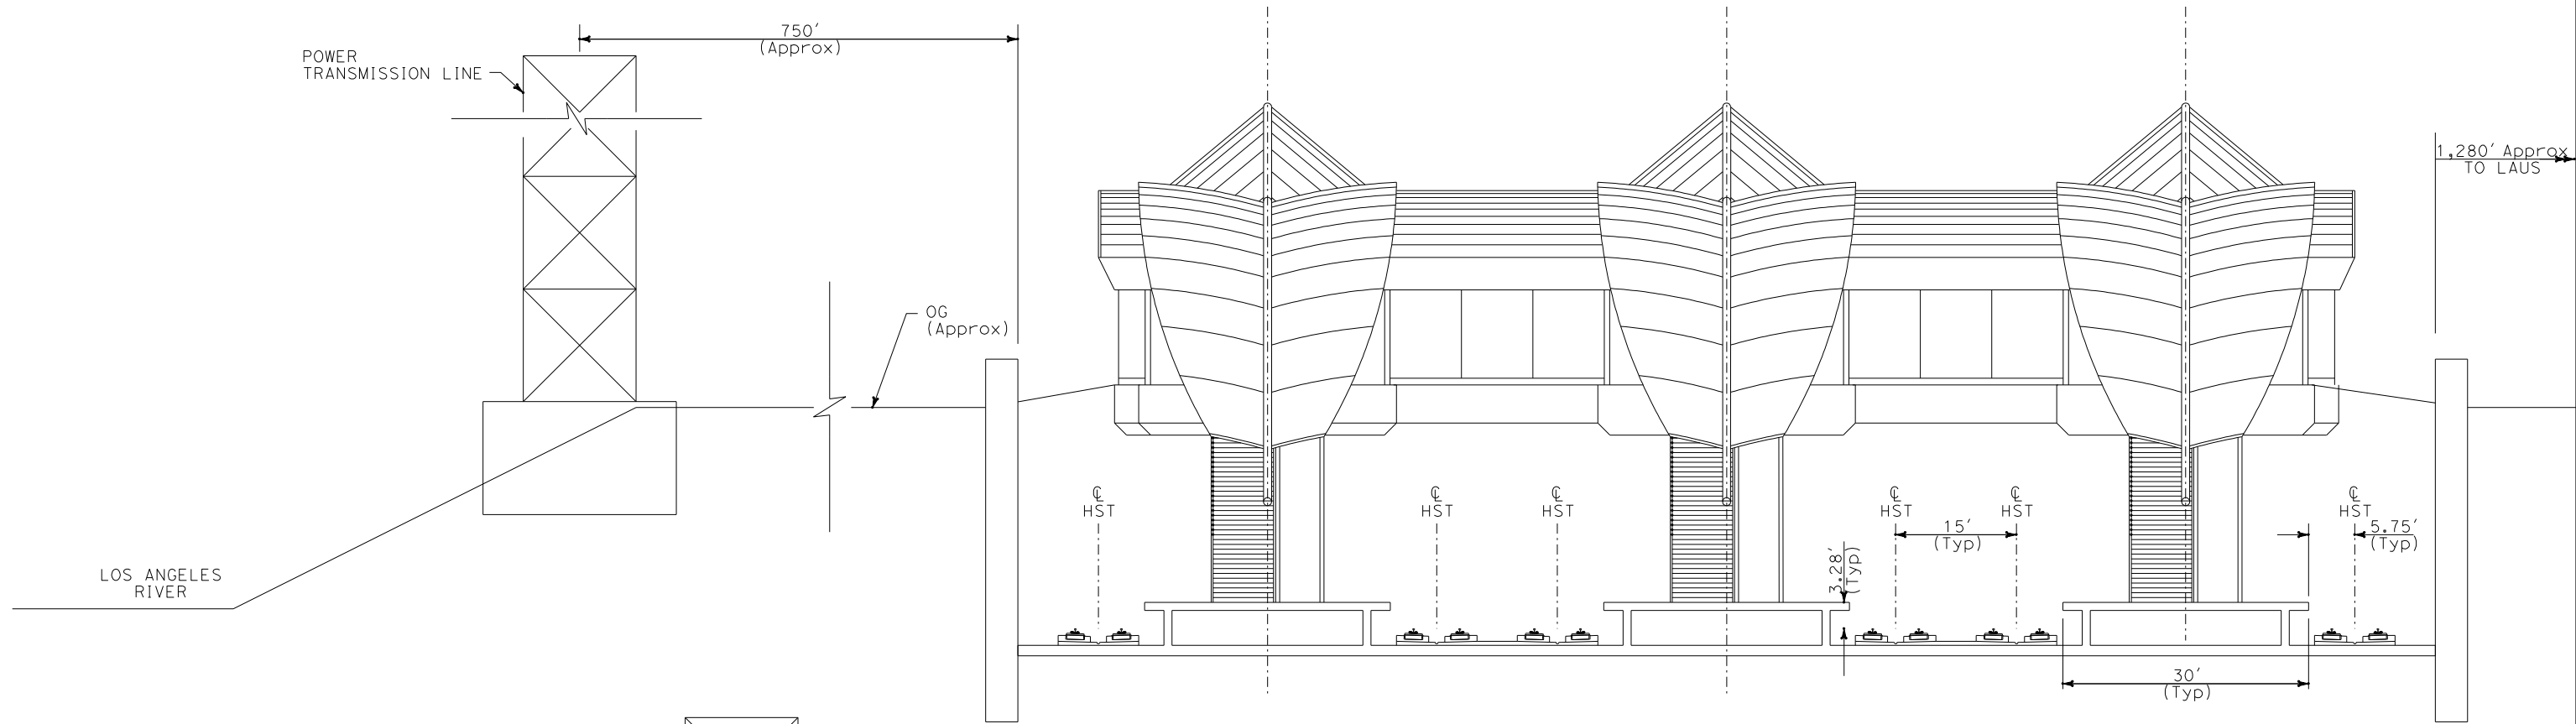 750′
(Approx)
POWER
TRANSMISSION LINE
1,280′ Approx
TO LAUS
OG
(Approx)
℄
HST
℄
HST
℄
HST
℄
HST
℄
HST
℄
HST
15′
(Typ)
5.75′
(Typ)
3.28′
(Typ)
LOS ANGELES
RIVER
30′
(Typ)